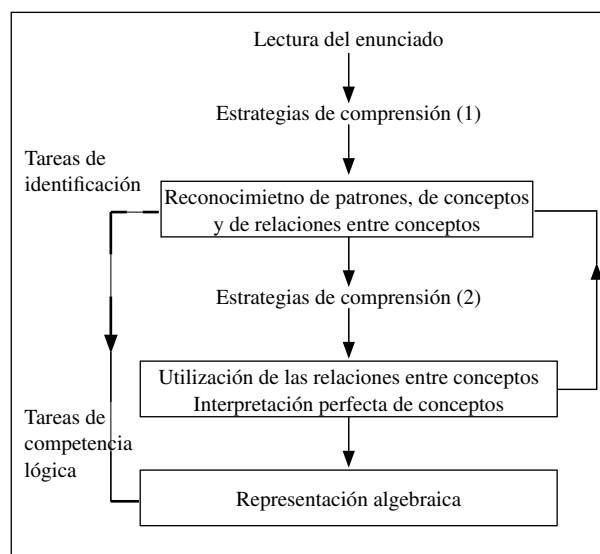 Lectura del enunciado
Estrategias de comprensión (1)
Tareas de
identificación
Reconocimietno de patrones, de conceptos
y de relaciones entre conceptos
Estrategias de comprensión (2)
Utilización de las relaciones entre conceptos
Interpretación perfecta de conceptos
Tareas de
competencia
lógica
Representación algebraica